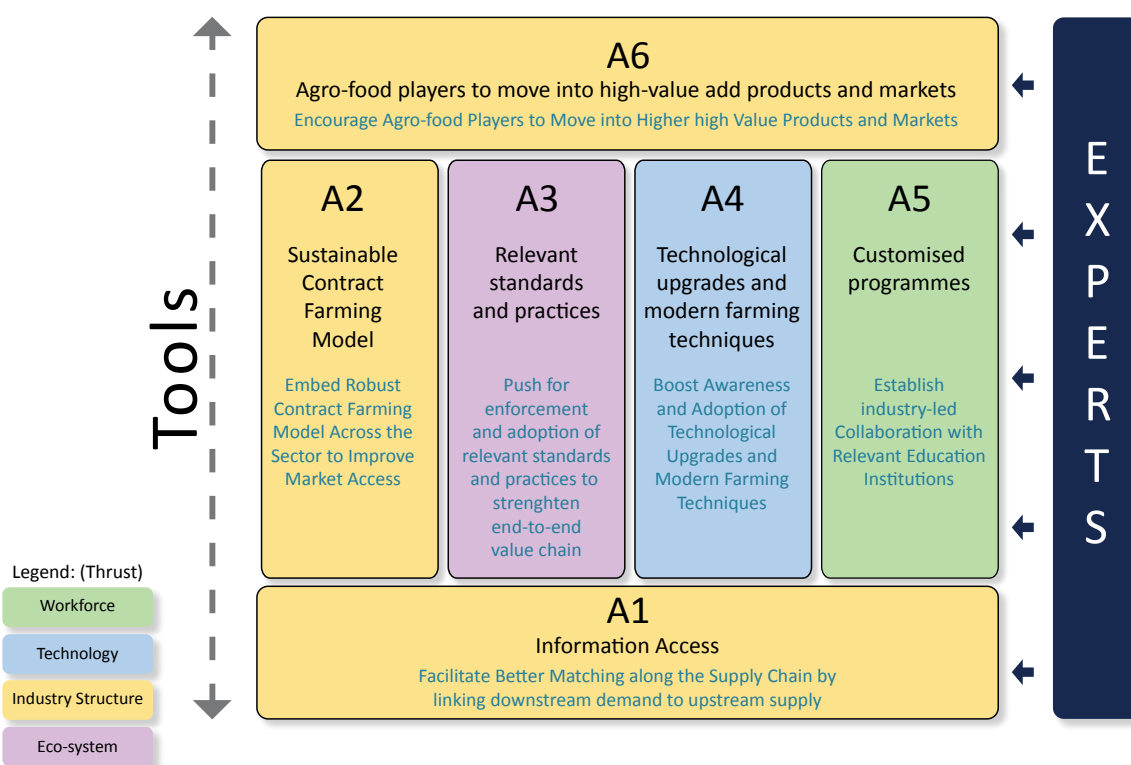 A6
Agro-food players to move into high-value add products and markets
Encourage Agro-food Players to Move into Higher high Value Products and Markets
Tools
A2
Sustainable
Contract
Farming
Model
Embed Robust
Contract Farming
Model Across the
Sector to Improve
Market Access
A3
Relevant
standards
and practices
Push for
enforcement
and adoption of
relevant standards
and practices to
strenghten
end-to-end
value chain
A4
Technological
upgrades and
modern farming
techniques
Boost Awareness
and Adoption of
Technological
Upgrades and
Modern Farming
Techniques
A5
Customised
programmes
Establish
industry-led
Collaboration with
Relevant Education
Institutions
A1
Information Access
Facilitate Better Matching along the Supply Chain by
linking downstream demand to upstream supply
EXPERTS
Legend: (Thrust)
Workforce
Technology
Industry Structure
Eco-system